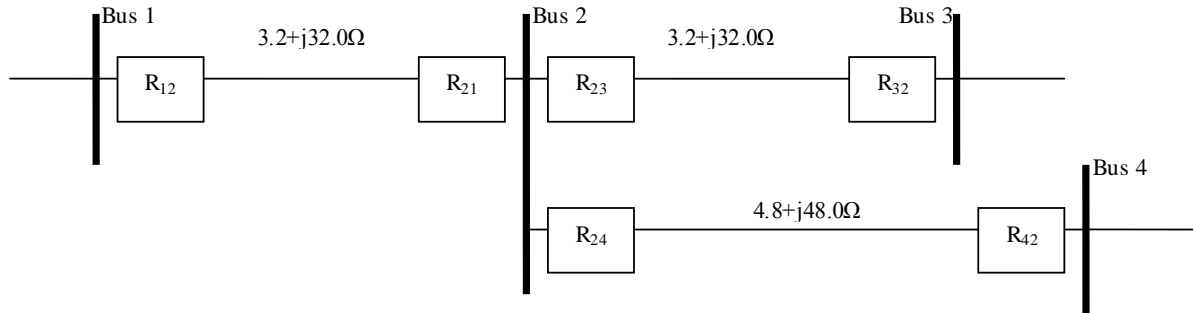 Bus 1
Bus 2
Bus 3
3.2+j32.0Ω
3.2+j32.0Ω
R₁₂
R₂₁
R₂₃
R₃₂
Bus 4
4.8+j48.0Ω
R₂₄
R₄₂